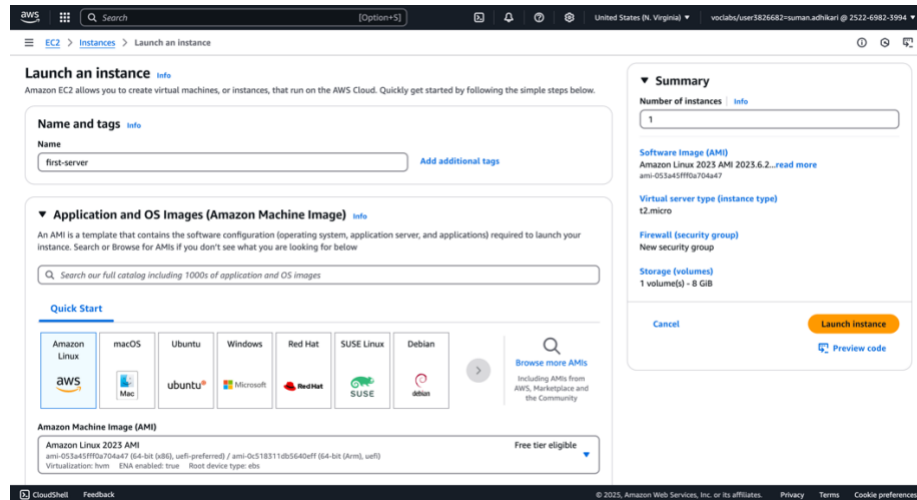 aws
Search
[Option+S]
United States (N. Virginia)
voclabs/user3826682=suman.adhikari @ 2522-6982-3994
EC2 > Instances > Launch an instance
Launch an instance Info
Amazon EC2 allows you to create virtual machines, or instances, that run on the AWS Cloud. Quickly get started by following the simple steps below.
Name and tags Info
Name
first-server
Add additional tags
Application and OS Images (Amazon Machine Image) Info
An AMI is a template that contains the software configuration (operating system, application server, and applications) required to launch your
instance. Search or Browse for AMIs if you don't see what you are looking for below
Search our full catalog including 1000s of application and OS images
Quick Start
Amazon
Linux
aws
macOS
Mac
Ubuntu
ubuntu
Windows
Microsoft
Red Hat
RedHat
SUSE Linux
SUSE
Debian
debian
Browse more AMIs
Including AMIs from
AWS, Marketplace and
the Community
Amazon Machine Image (AMI)
Amazon Linux 2023 AMI
Free tier eligible
ami-053a45fff0a704a47 (64-bit (x86), uefi-preferred) / ami-0c518311db5640eff (64-bit (Arm), uefi)
Virtualization: hvm ENA enabled: true Root device type: ebs
Summary
Number of instances Info
1
Software Image (AMI)
Amazon Linux 2023 AMI 2023.6.2...read more
ami-053a45fff0a704a47
Virtual server type (instance type)
t2.micro
Firewall (security group)
New security group
Storage (volumes)
1 volume(s) - 8 GiB
Cancel
Launch instance
Preview code
CloudShell
Feedback
© 2025, Amazon Web Services, Inc. or its affiliates.
Privacy
Terms
Cookie preferences